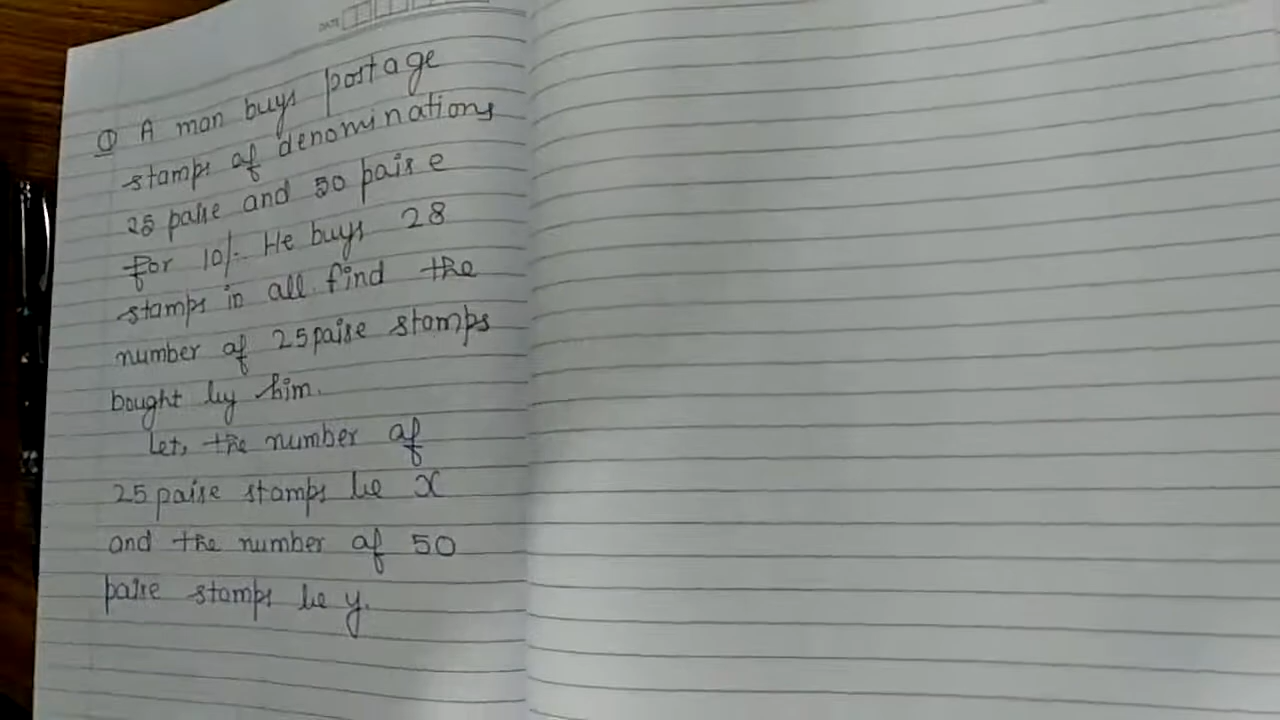 DATE
Q A man buys postage
stamps of denominations
25 paise and 50 paise
for 10/-. He buys 28
stamps in all. find the
number of 25 paise stamps
bought by him.
Let, the number of
25 paise stamps be x
and the number of 50
paise stamps be y.